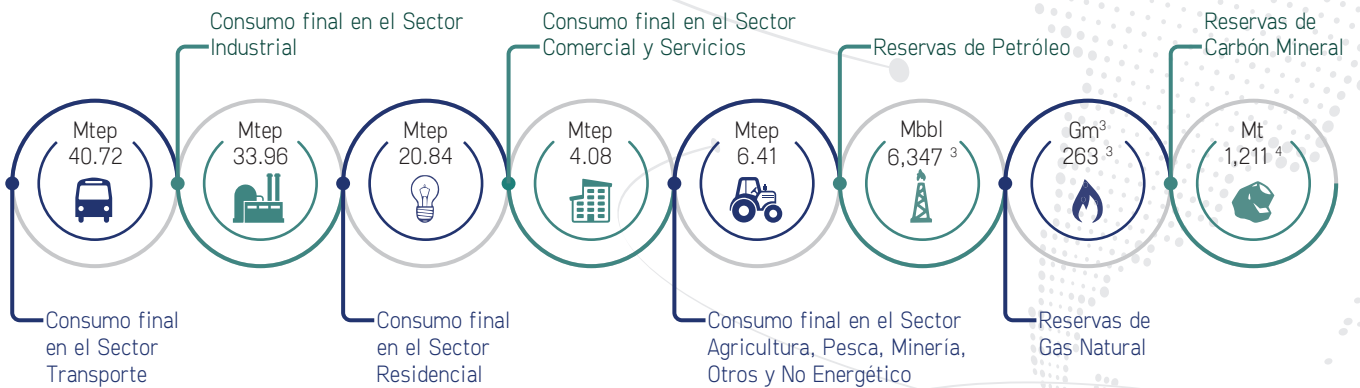 Consumo final en el Sector
Industrial
Consumo final en el Sector
Comercial y Servicios
Reservas de Petróleo
Reservas de
Carbón Mineral
Mtep
40.72
Mtep
33.96
Mtep
20.84
Mtep
4.08
Mtep
6.41
Mbbl
6,347 ³
Gm³
263 ³
Mt
1,211 ⁴
Consumo final
en el Sector
Transporte
Consumo final
en el Sector
Residencial
Consumo final en el Sector
Agricultura, Pesca, Minería,
Otros y No Energético
Reservas de
Gas Natural